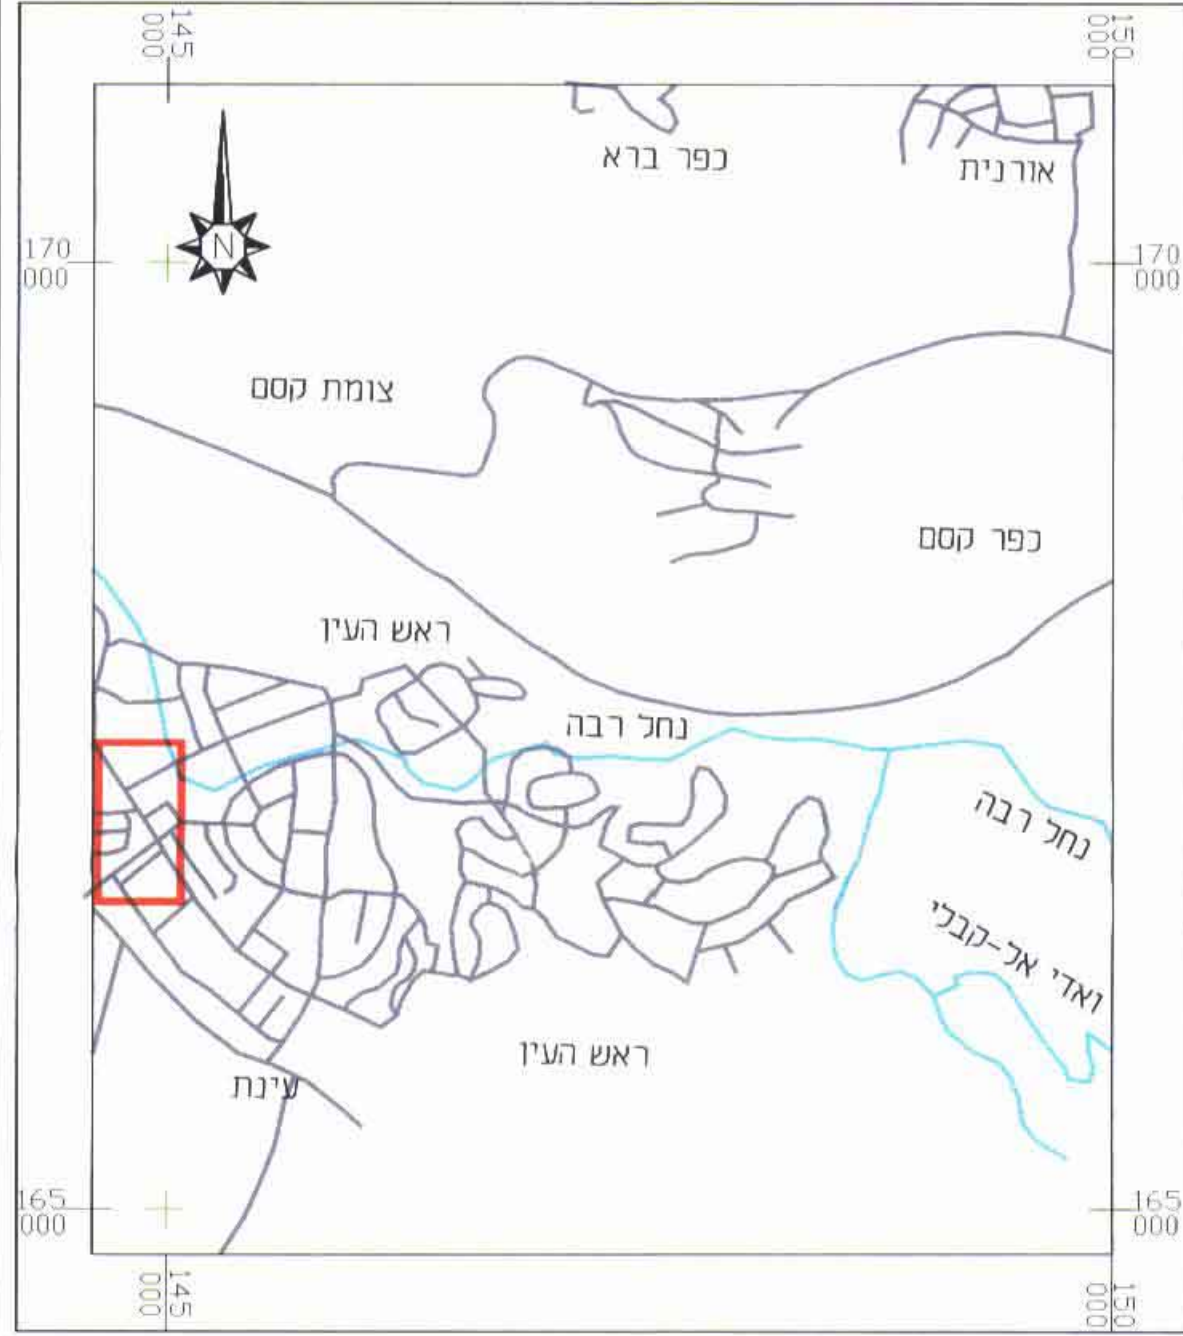 145
000
150
000
כפר ברא
אורנית
N
170
000
170
000
צומת קסם
כפר קסם
ראש העין
נחל רבה
נחל רבה
ואדי אל-קבלי
ראש העין
עינת
165
000
165
000
145
000
150
000